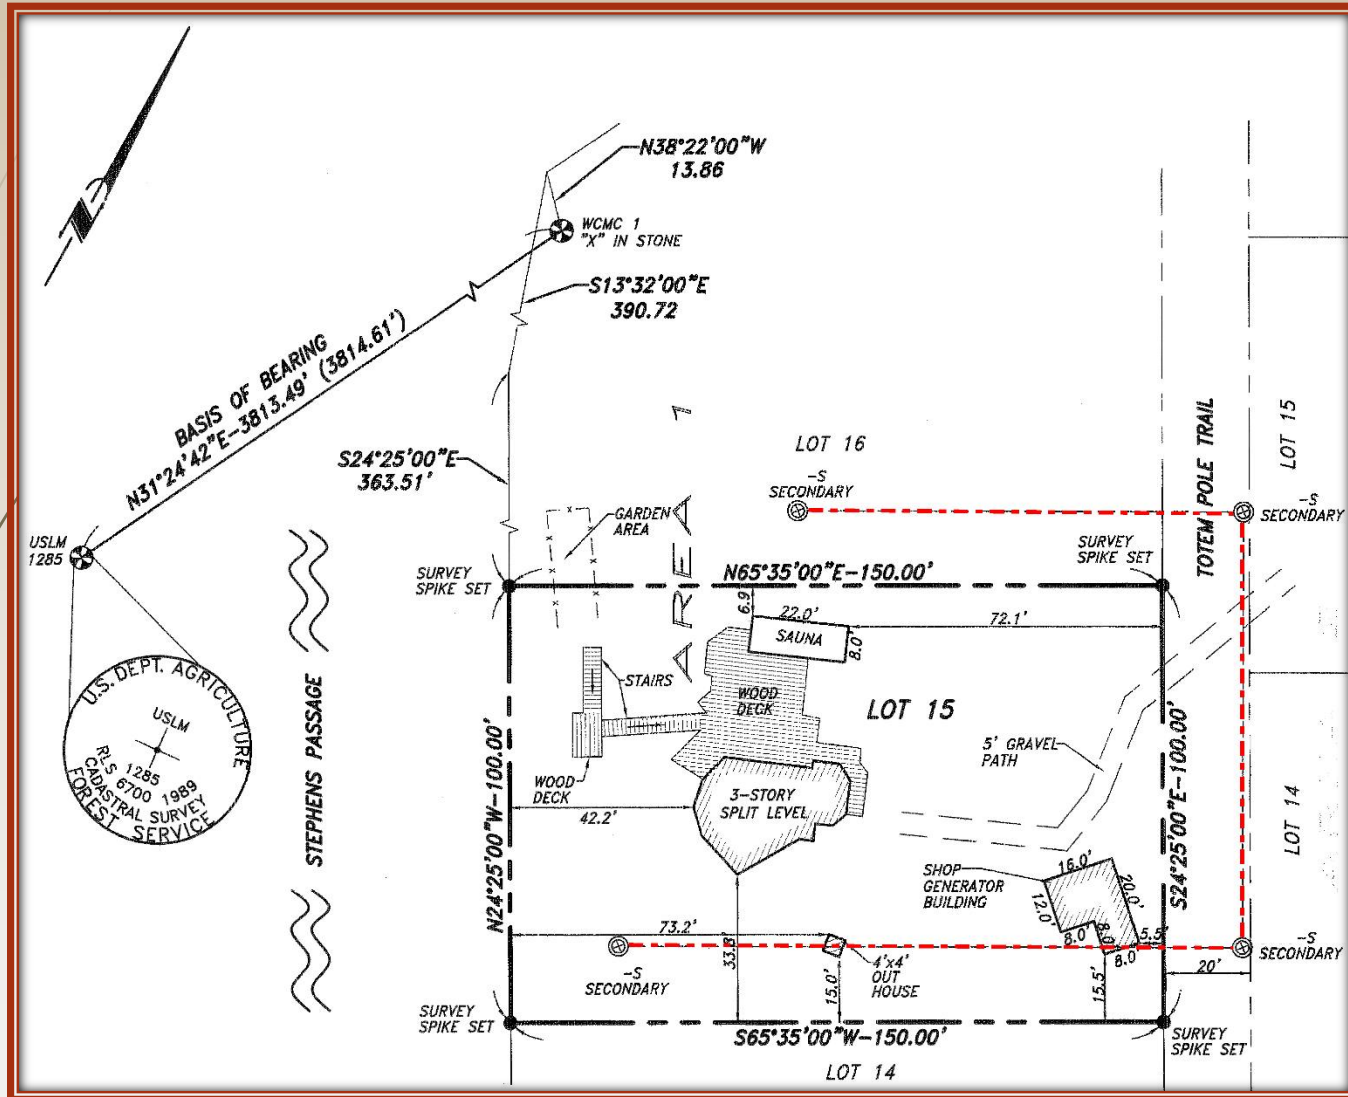 N38°22'00"W
13.86
WCMC 1
"X" IN STONE
S13°32'00"E
390.72
BASIS OF BEARING
N31°24'42"E-3813.49' (3814.61')
S24°25'00"E
363.51'
USLM
1285
GARDEN
AREA
AREA 7
LOT 16
-S
SECONDARY
-S
SECONDARY
TOTEM POLE TRAIL
LOT 15
SURVEY
SPIKE SET
SURVEY
SPIKE SET
N65°35'00"E-150.00'
6.9
22.0'
SAUNA
8.0'
72.1'
STAIRS
WOOD
DECK
LOT 15
STEPHENS PASSAGE
N24°25'00"W-100.00'
S24°25'00"E-100.00'
5' GRAVEL
PATH
WOOD
DECK
3-STORY
SPLIT LEVEL
42.2'
U.S. DEPT. AGRICULTURE
USLM
1285
RLS 6700 1989
CADASTRAL SURVEY
FOREST SERVICE
LOT 14
SHOP
GENERATOR
BUILDING
16.0'
20.0'
12.0'
8.0'
8.0'
8.0'
5.5'
73.2'
33.8'
-S
SECONDARY
15.0'
4'x4'
OUT
HOUSE
15.5'
20'
-S
SECONDARY
SURVEY
SPIKE SET
S65°35'00"W-150.00'
SURVEY
SPIKE SET
LOT 14